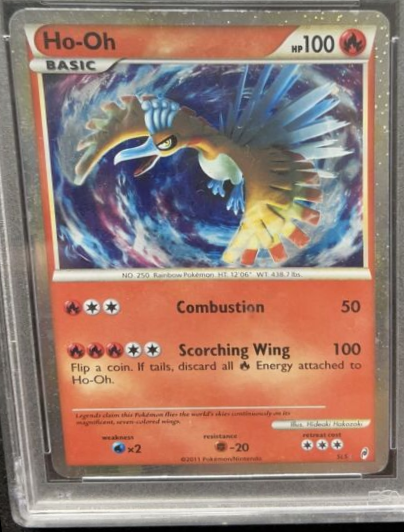 Ho-Oh
HP 100
BASIC
NO. 250 Rainbow Pokémon HT. 12'06" WT. 438.7 lbs.
Combustion 50
Scorching Wing 100
Flip a coin. If tails, discard all Energy attached to
Ho-Oh.
Legends claim this Pokémon flies the world's skies continuously on its
magnificent, seven-colored wings.
Illus. Hideaki Hakozaki
weakness resistance retreat cost
×2 -20
©2011 Pokémon/Nintendo SL5